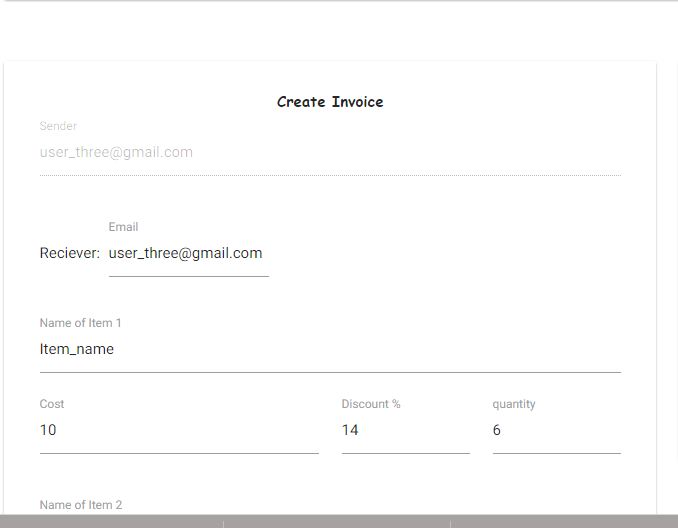 Create Invoice
Sender
user_three@gmail.com
Email
Reciever: user_three@gmail.com
Name of Item 1
Item_name
Cost Discount % quantity
10 14 6
Name of Item 2